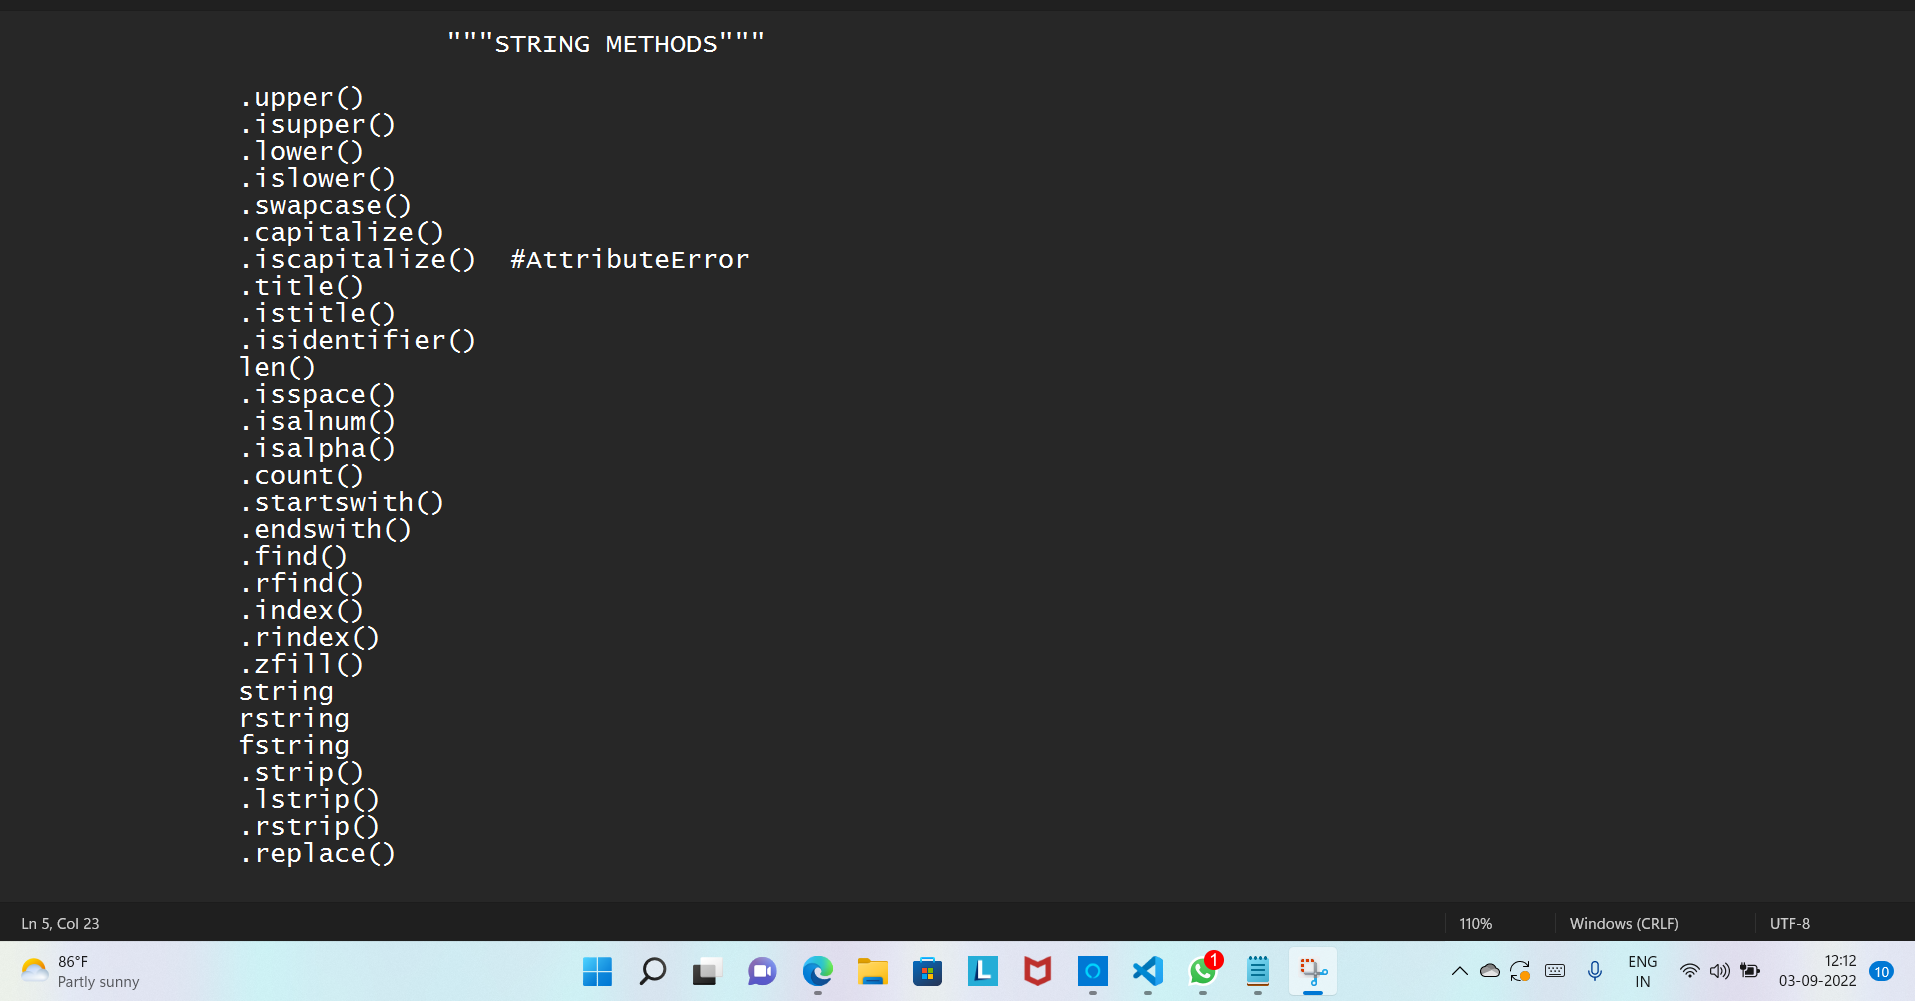 """STRING METHODS"""
.upper()
.isupper()
.lower()
.islower()
.swapcase()
.capitalize()
.iscapitalize()  #AttributeError
.title()
.istitle()
.isidentifier()
len()
.isspace()
.isalnum()
.isalpha()
.count()
.startswith()
.endswith()
.find()
.rfind()
.index()
.rindex()
.zfill()
string
rstring
fstring
.strip()
.lstrip()
.rstrip()
.replace()
Ln 5, Col 23
110%
Windows (CRLF)
UTF-8
86°F
Partly sunny
L
1
ENG
IN
12:12
03-09-2022
10